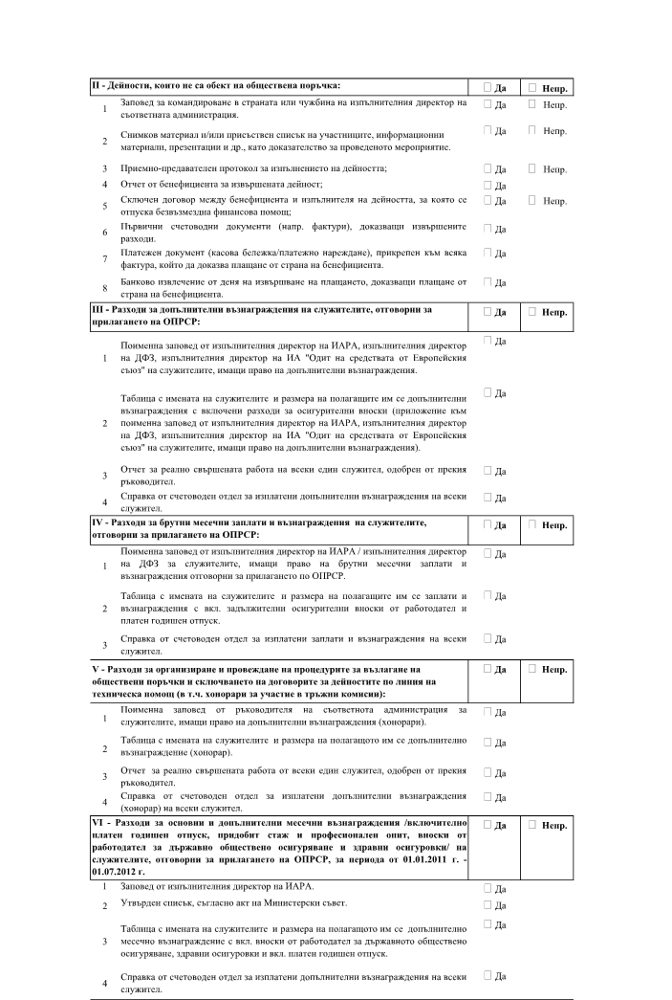 II - Дейности, които не са обект на обществена поръчка: Да Непр.
1 Заповед за командироване в страната или чужбина на изпълнителния директор на Да Непр.
съответната администрация.
2 Снимков материал и/или присъствен списък на участниците, информационни Да Непр.
материали, презентации и др., като доказателство за проведеното мероприятие.
3 Приемно-предавателен протокол за изпълнението на дейността; Да Непр.
4 Отчет от бенефициента за извършената дейност; Да
5 Сключен договор между бенефициента и изпълнителя на дейността, за която се Да Непр.
отпуска безвъзмездна финансова помощ;
6 Първични счетоводни документи (напр. фактури), доказващи извършените Да
разходи.
7 Платежен документ (касова бележка/платежно нареждане), прикрепен към всяка Да
фактура, който да доказва плащане от страна на бенефициента.
8 Банково извлечение от деня на извършване на плащането, доказващи плащане от Да
страна на бенефициента.
III - Разходи за допълнителни възнаграждения на служителите, отговорни за Да Непр.
прилагането на ОПРСР:
1 Поименна заповед от изпълнителния директор на ИАРА, изпълнителния директор Да
на ДФЗ, изпълнителния директор на ИА "Одит на средствата от Европейския
съюз" на служителите, имащи право на допълнителни възнаграждения.
2 Таблица с имената на служителите и размера на полагащите им се допълнителни Да
възнаграждения с включени разходи за осигурителни вноски (приложение към
поименна заповед от изпълнителния директор на ИАРА, изпълнителния директор
на ДФЗ, изпълнителния директор на ИА "Одит на средствата от Европейския
съюз" на служителите, имащи право на допълнителни възнаграждения).
3 Отчет за реално свършената работа на всеки един служител, одобрен от прекия Да
ръководител.
4 Справка от счетоводен отдел за изплатени допълнителни възнаграждения на всеки Да
служител.
IV - Разходи за брутни месечни заплати и възнаграждения на служителите, Да Непр.
отговорни за прилагането на ОПРСР:
1 Поименна заповед от изпълнителния директор на ИАРА / изпълнителния директор Да
на ДФЗ за служителите, имащи право на брутни месечни заплати и
възнаграждения отговорни за прилагането по ОПРСР.
2 Таблица с имената на служителите и размера на полагащите им се заплати и Да
възнаграждения с вкл. задължителни осигурителни вноски от работодател и
платен годишен отпуск.
3 Справка от счетоводен отдел за изплатени заплати и възнаграждения на всеки Да
служител.
V - Разходи за организиране и провеждане на процедурите за възлагане на Да Непр.
обществени поръчки и сключването на договорите за дейностите по линия на
техническа помощ (в т.ч. хонорари за участие в тръжни комисии):
1 Поименна заповед от ръководителя на съответната администрация за Да
служителите, имащи право на допълнителни възнаграждения (хонорари).
2 Таблица с имената на служителите и размера на полагащото им се допълнително Да
възнаграждение (хонорар).
3 Отчет за реално свършената работа от всеки един служител, одобрен от прекия Да
ръководител.
4 Справка от счетоводен отдел за изплатени допълнителни възнаграждения Да
(хонорар) на всеки служител.
VI - Разходи за основни и допълнителни месечни възнаграждения /включително Да Непр.
платен годишен отпуск, придобит стаж и професионален опит, вноски от
работодател за държавно обществено осигуряване и здравни осигуровки/ на
служителите, отговорни за прилагането на ОПРСР, за периода от 01.01.2011 г. -
01.07.2012 г.
1 Заповед от изпълнителния директор на ИАРА. Да
2 Утвърден списък, съгласно акт на Министерски съвет. Да
3 Таблица с имената на служителите и размера на полагащото им се допълнително Да
месечно възнаграждение с вкл. вноски от работодател за държавното обществено
осигуряване, здравни осигуровки и вкл. платен годишен отпуск.
4 Справка от счетоводен отдел за изплатени допълнителни възнаграждения на всеки Да
служител.